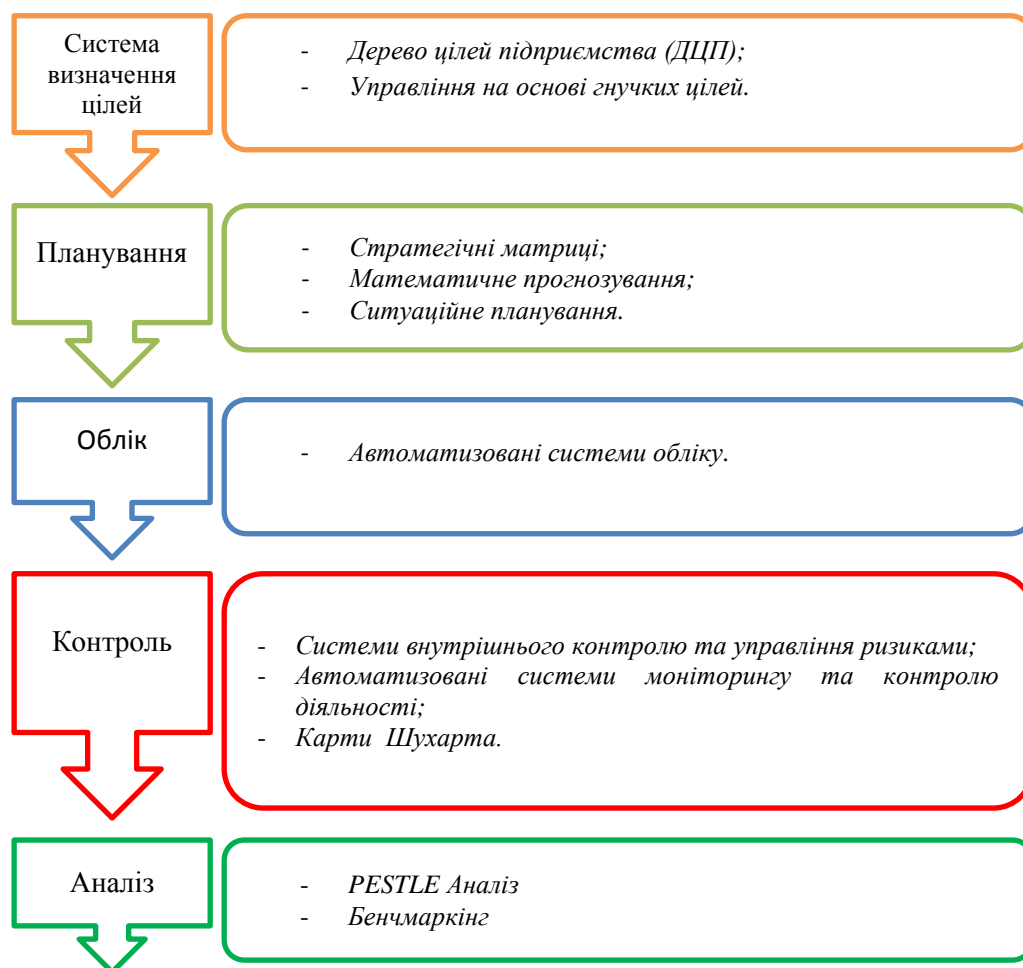 Система
визначення
цілей
- Дерево цілей підприємства (ДЦП);
- Управління на основі гнучких цілей.
Планування
- Стратегічні матриці;
- Математичне прогнозування;
- Ситуаційне планування.
Облік
- Автоматизовані системи обліку.
Контроль
- Системи внутрішнього контролю та управління ризиками;
- Автоматизовані системи моніторингу та контролю
діяльності;
- Карти Шухарта.
Аналіз
- PESTLE Аналіз
- Бенчмаркінг